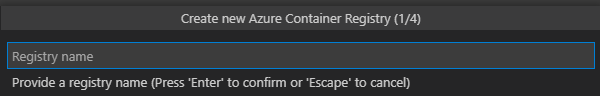 Create new Azure Container Registry (1/4)
Registry name
Provide a registry name (Press 'Enter' to confirm or 'Escape' to cancel)